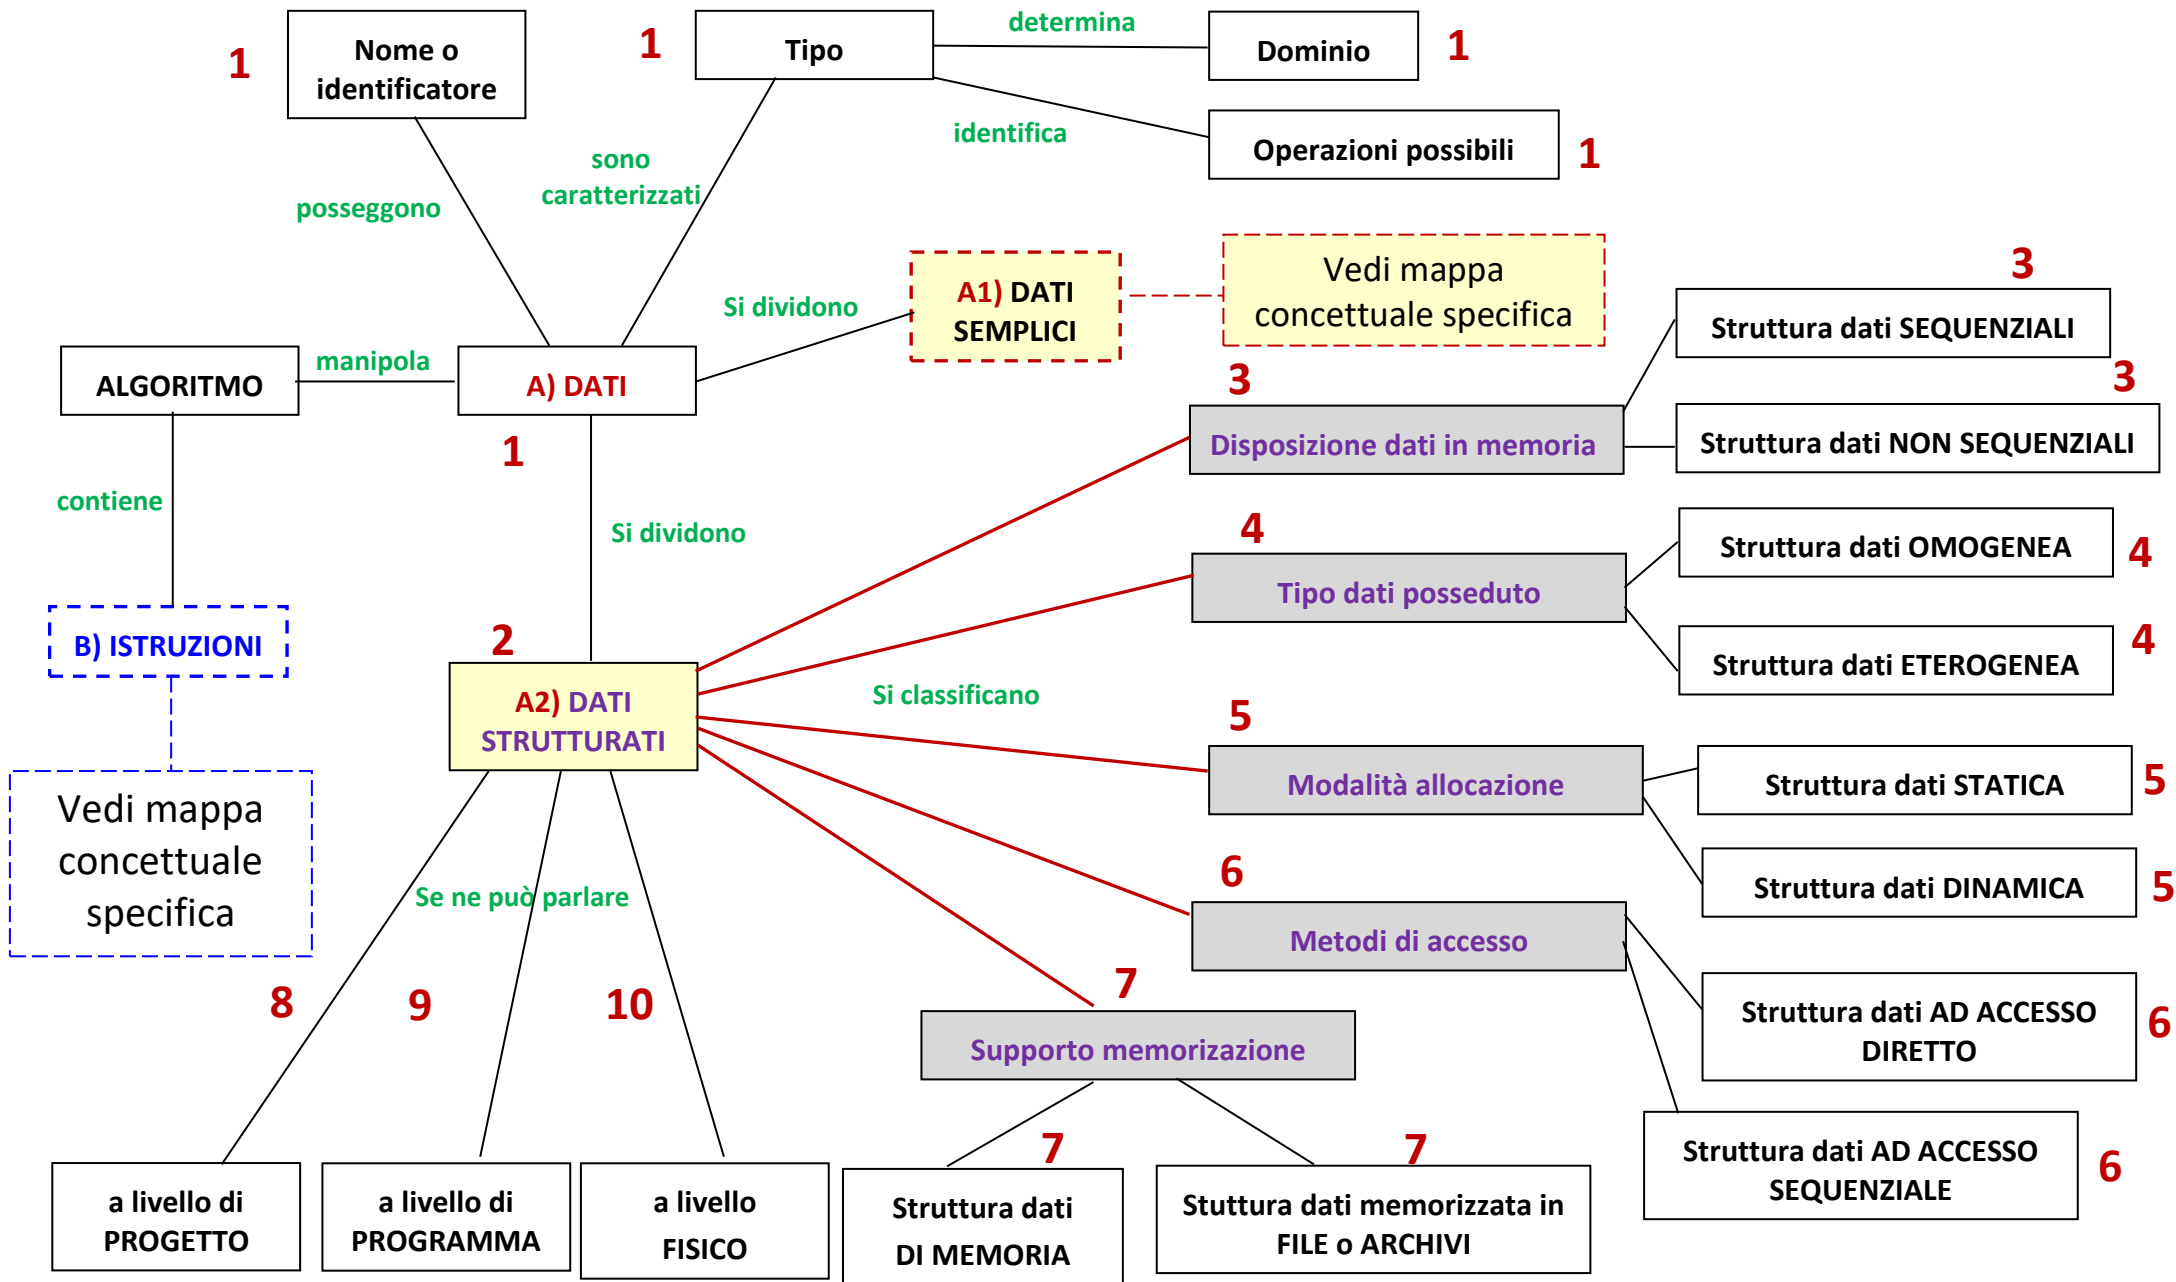 1
Nome o
identificatore
1
Tipo
determina
Dominio
1
identifica
Operazioni possibili
1
posseggono
sono
caratterizzati
Si dividono
A1) DATI
SEMPLICI
Vedi mappa
concettuale specifica
3
Struttura dati SEQUENZIALI
ALGORITMO
manipola
A) DATI
1
3
Disposizione dati in memoria
3
Struttura dati NON SEQUENZIALI
contiene
Si dividono
4
Tipo dati posseduto
Struttura dati OMOGENEA
4
Struttura dati ETEROGENEA
4
B) ISTRUZIONI
2
A2) DATI
STRUTTURATI
Si classificano
5
Modalità allocazione
Struttura dati STATICA
5
Struttura dati DINAMICA
5
Vedi mappa
concettuale
specifica
Se ne può parlare
6
Metodi di accesso
8
9
10
7
Supporto memorizazione
Struttura dati AD ACCESSO
DIRETTO
6
Struttura dati AD ACCESSO
SEQUENZIALE
6
a livello di
PROGETTO
a livello di
PROGRAMMA
a livello
FISICO
7
Struttura dati
DI MEMORIA
7
Stuttura dati memorizzata in
FILE o ARCHIVI